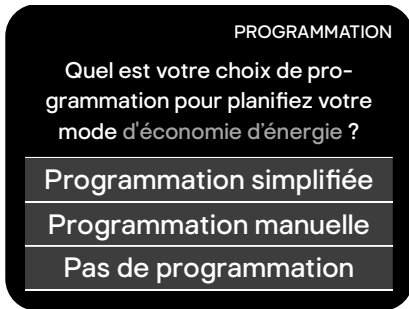 PROGRAMMATION
Quel est votre choix de pro-
grammation pour planifiez votre
mode d'économie d’énergie ?
Programmation simplifiée
Programmation manuelle
Pas de programmation